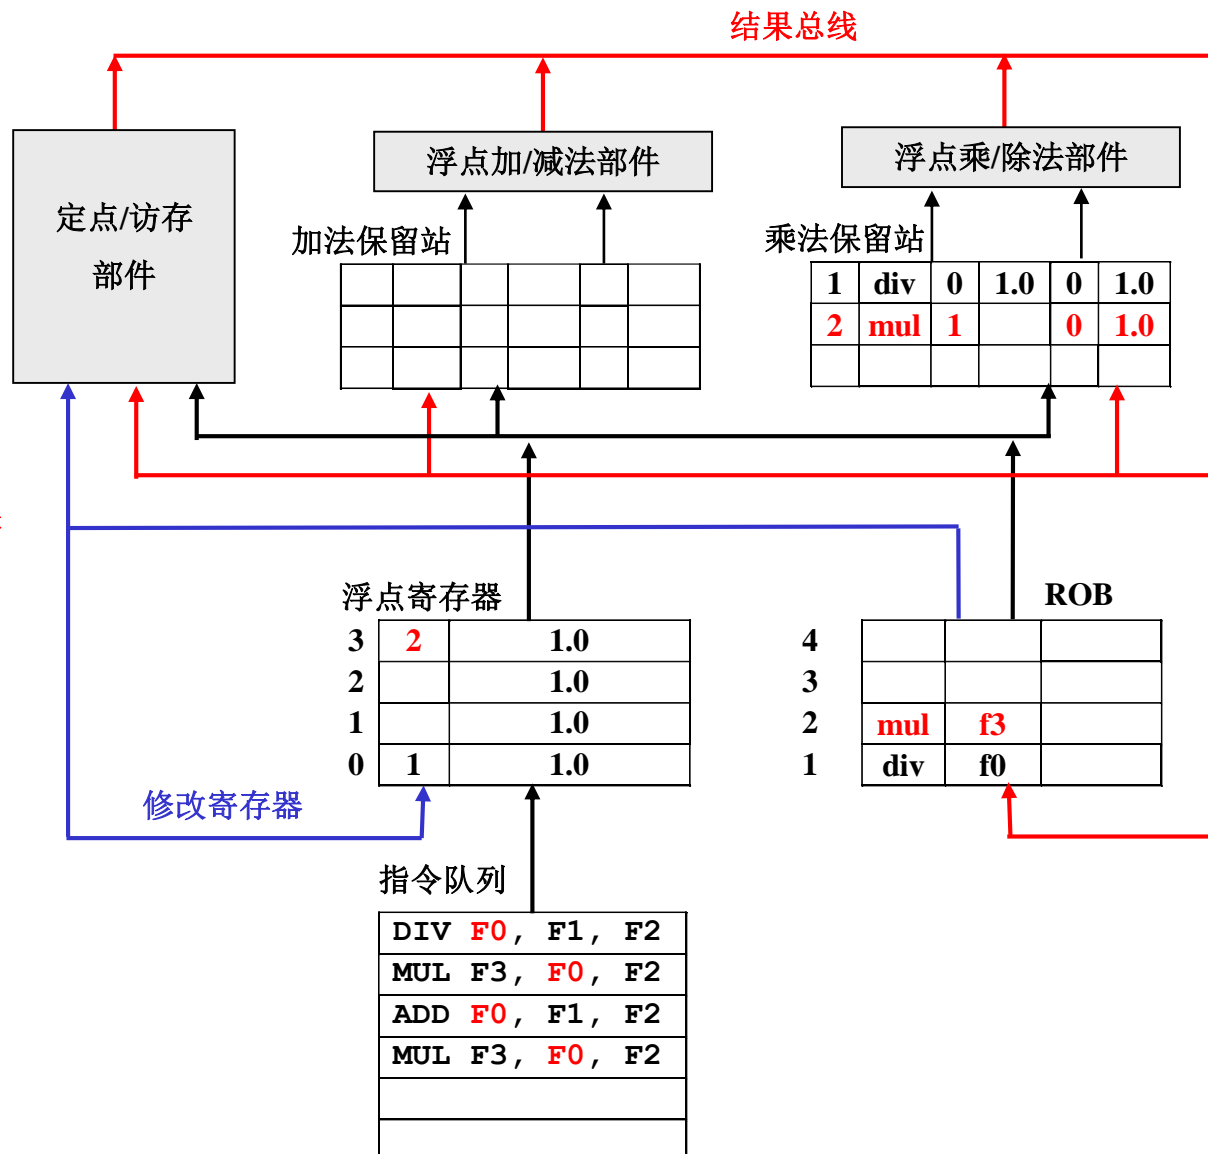 结果总线
定点/访存
部件
浮点加/减法部件
浮点乘/除法部件
加法保留站
乘法保留站
1 div 0 1.0 0 1.0
2 mul 1 0 1.0
浮点寄存器
3 2 1.0
2 1.0
1 1.0
0 1 1.0
ROB
4
3
2 mul f3
1 div f0
修改寄存器
指令队列
DIV F0, F1, F2
MUL F3, F0, F2
ADD F0, F1, F2
MUL F3, F0, F2